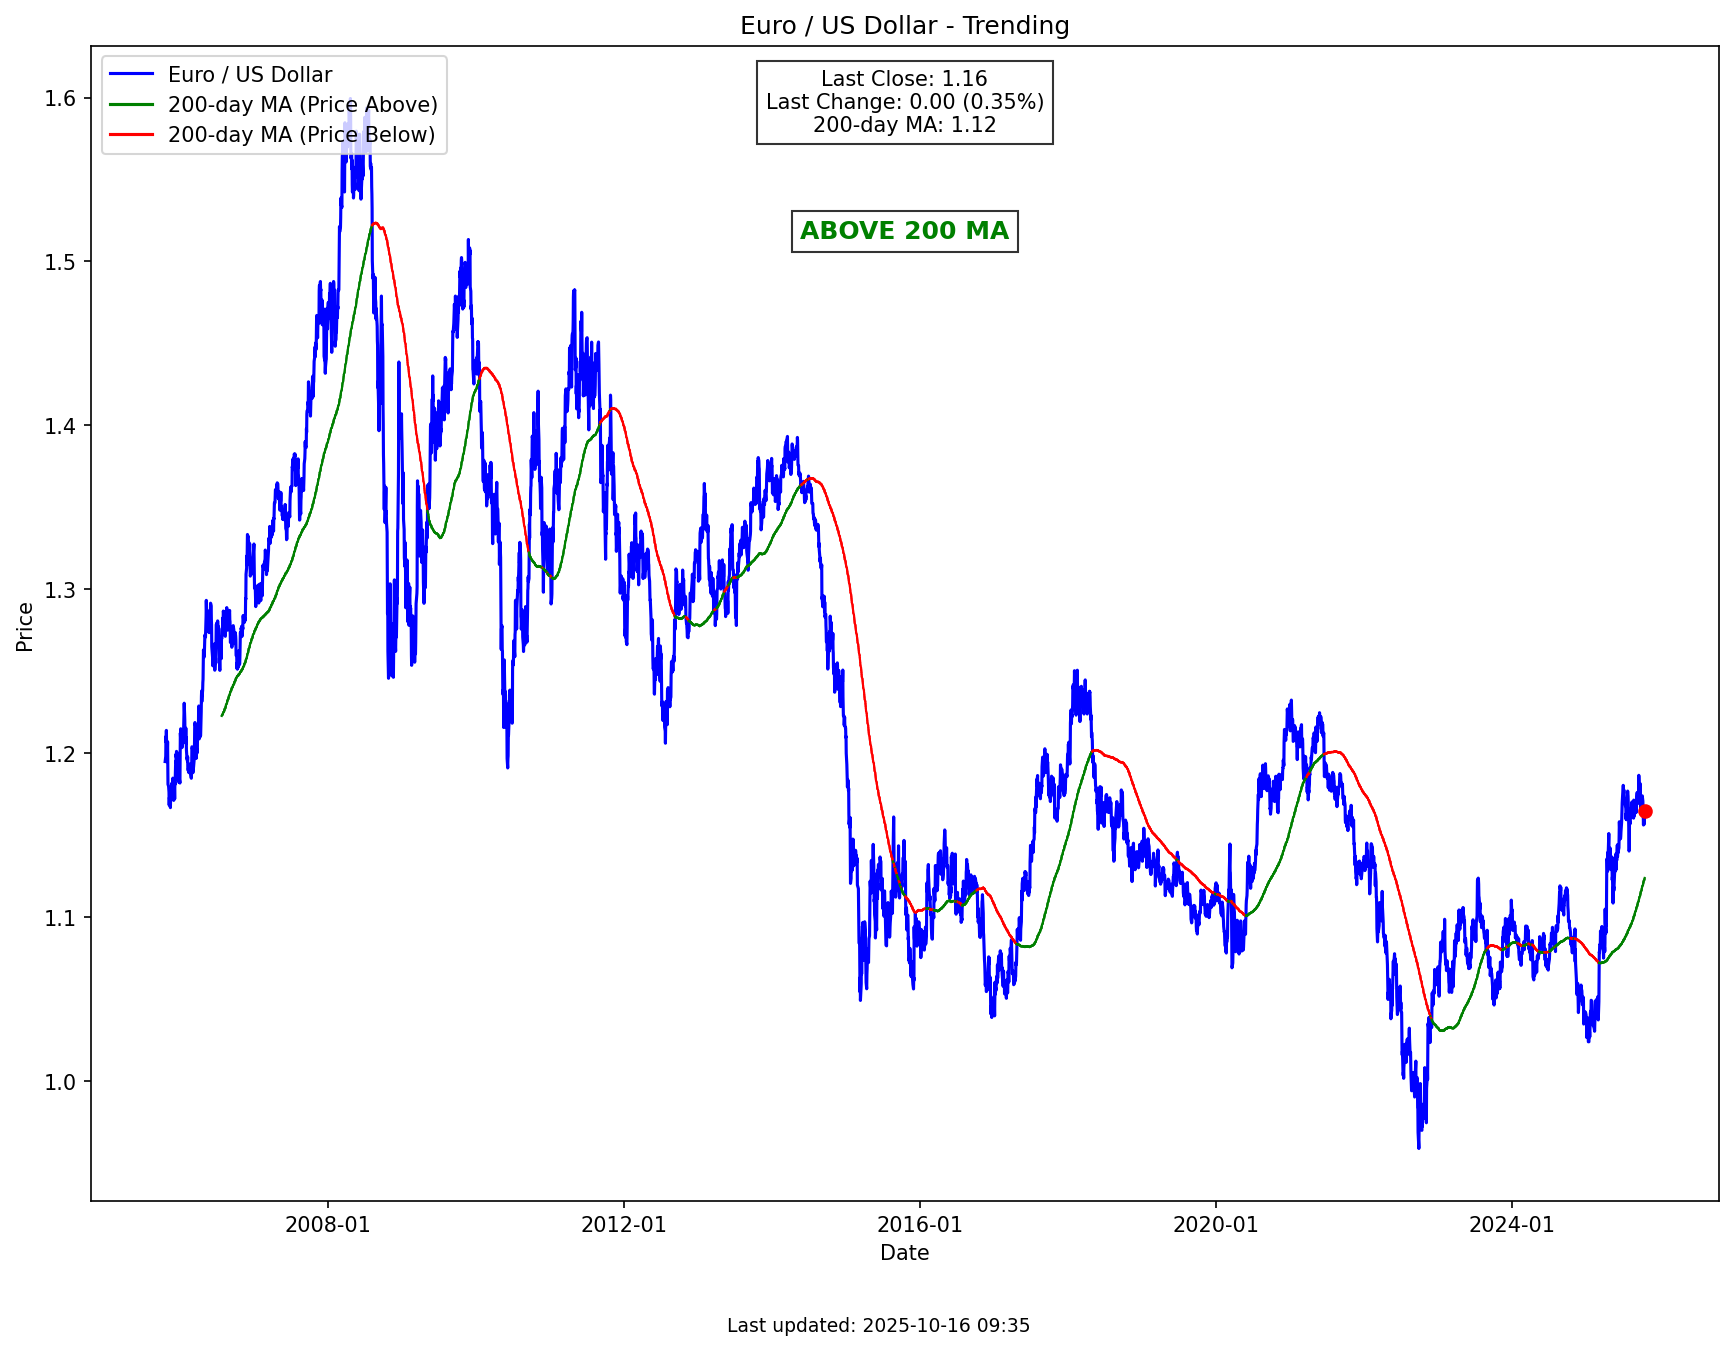 Euro / US Dollar - Trending
Euro / US Dollar
200-day MA (Price Above)
200-day MA (Price Below)
Last Close: 1.16
Last Change: 0.00 (0.35%)
200-day MA: 1.12
ABOVE 200 MA
Price
1.6
1.5
1.4
1.3
1.2
1.1
1.0
2008-01
2012-01
2016-01
2020-01
2024-01
Date
Last updated: 2025-10-16 09:35